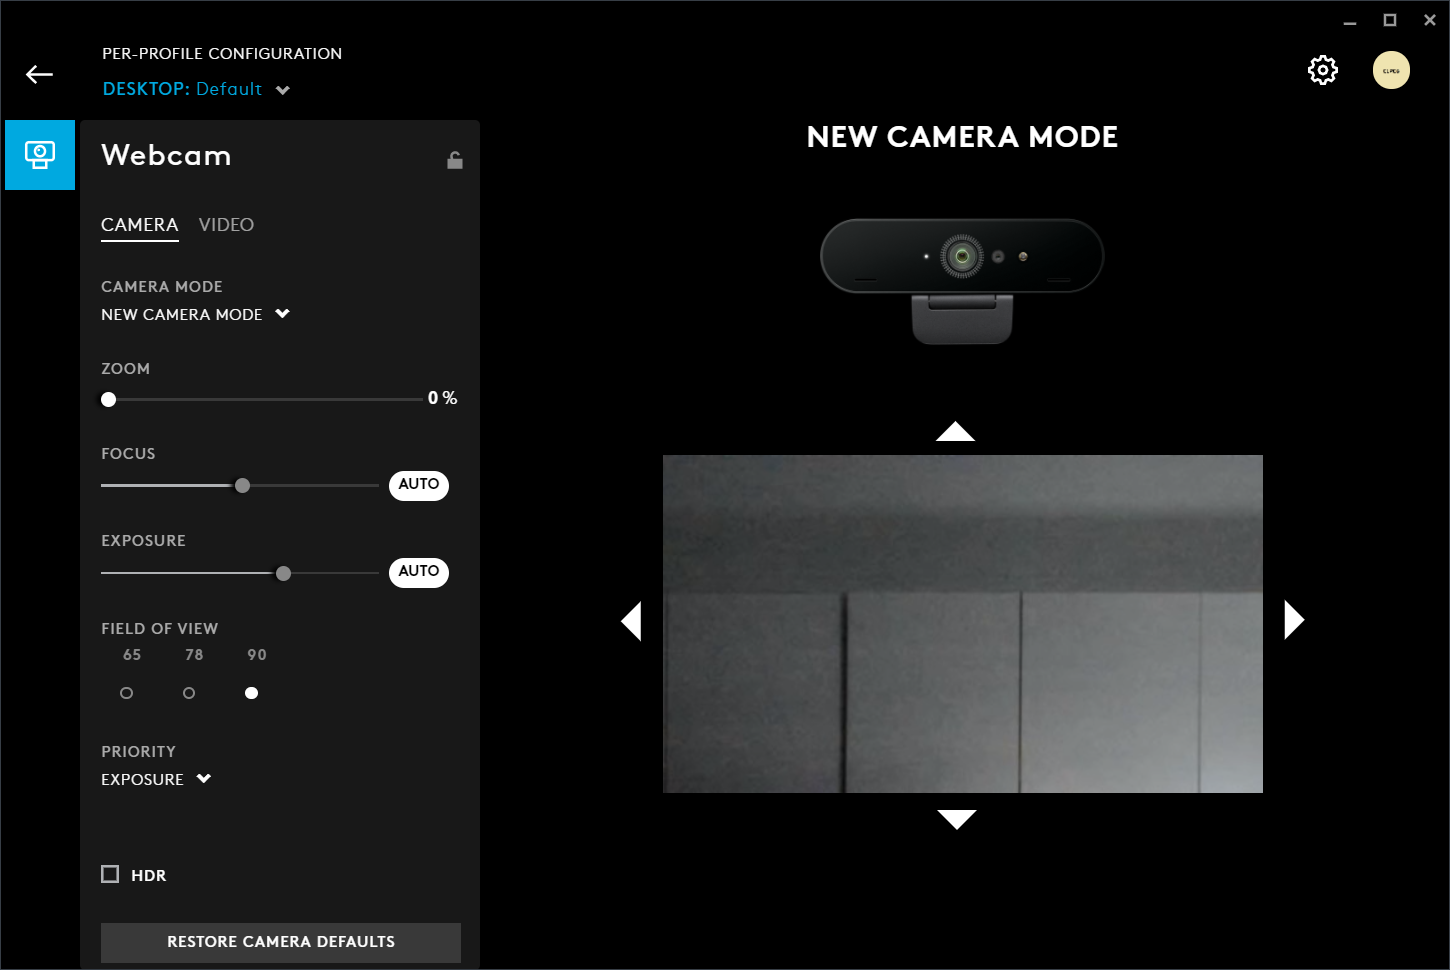 PER-PROFILE CONFIGURATION
DESKTOP: Default
Webcam
CAMERA VIDEO
CAMERA MODE
NEW CAMERA MODE
ZOOM
0 %
FOCUS
AUTO
EXPOSURE
AUTO
FIELD OF VIEW
65 78 90
PRIORITY
EXPOSURE
HDR
RESTORE CAMERA DEFAULTS
NEW CAMERA MODE